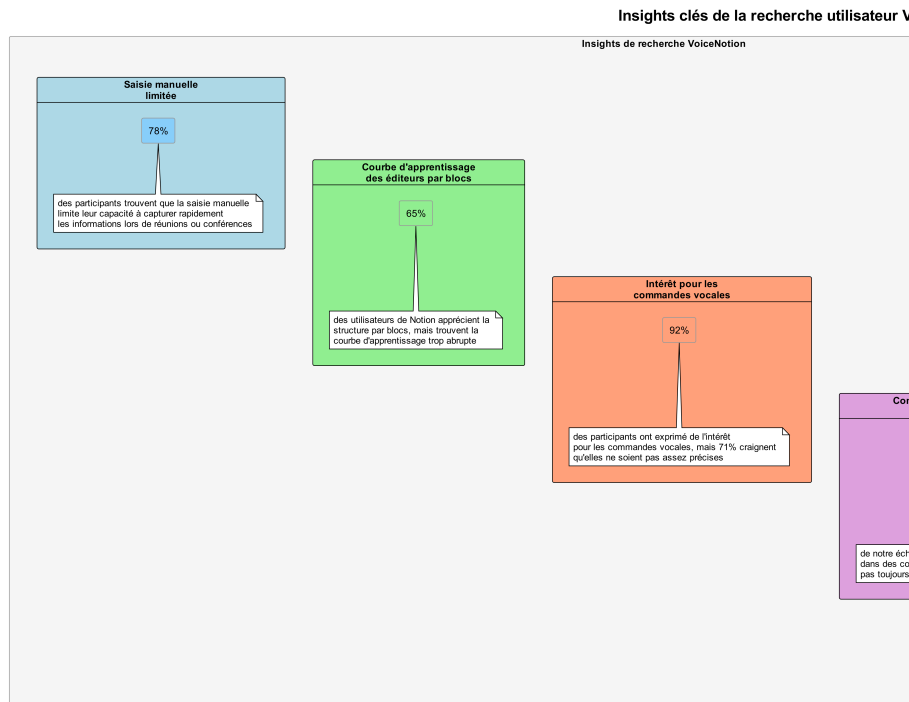 Insights clés de la recherche utilisateur
Insights de recherche VoiceNotion
Saisie manuelle
limitée
78%
des participants trouvent que la saisie manuelle
limite leur capacité à capturer rapidement
les informations lors de réunions ou conférences
Courbe d'apprentissage
des éditeurs par blocs
65%
des utilisateurs de Notion apprécient la
structure par blocs, mais trouvent la
courbe d'apprentissage trop abrupte
Intérêt pour les
commandes vocales
92%
des participants ont exprimé de l'intérêt
pour les commandes vocales, mais 71% craignent
qu'elles ne soient pas assez précises
de notre
dans des
pas toujours